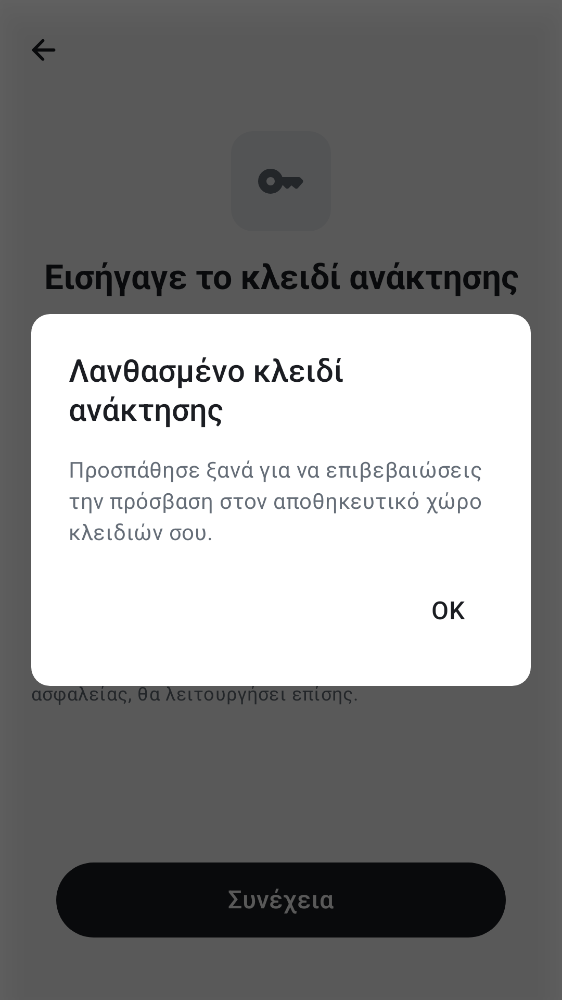 Εισήγαγε το κλειδί ανάκτησης
Λανθασμένο κλειδί
ανάκτησης
Προσπάθησε ξανά για να επιβεβαιώσεις
την πρόσβαση στον αποθηκευτικό χώρο
κλειδιών σου.
OK
ασφαλείας, θα λειτουργήσει επίσης.
Συνέχεια